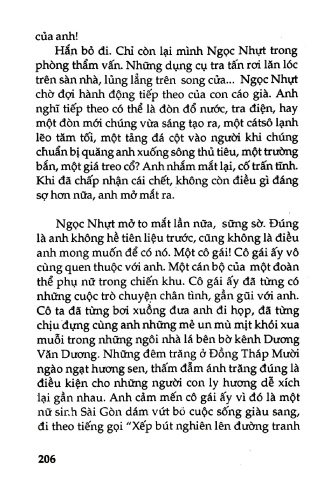 của anh!
Hắn bỏ đi. Chỉ còn lại mình Ngọc Nhựt trong
phòng thẩm vấn. Những dụng cụ tra tấn rơi lăn lóc
trên sàn nhà, lủng lẳng trên song cửa... Ngọc Nhựt
chờ đợi hành động tiếp theo của con cáo già. Anh
nghĩ tiếp theo có thể là đòn đổ nước, tra điện, hay
một đòn mới chúng vừa sáng tạo ra, một cátsô lạnh
lẽo tăm tối, một tảng đá cột vào người khi chúng
chuẩn bị quăng anh xuống sông thủ tiêu, một trường
bắn, một giá treo cổ? Anh nhắm mắt lại, cố trấn tĩnh.
Khi đã chấp nhận cái chết, không còn điều gì đáng
sợ hơn nữa, anh mở mắt ra.
Ngọc Nhựt mở to mắt lần nữa, sững sờ. Đúng
là anh không hề tiên liệu trước, cũng không là điều
anh mong muốn để có nó. Một cô gái! Cô gái ấy vô
cùng quen thuộc với anh. Một cán bộ của một đoàn
thể phụ nữ trong chiến khu. Cô gái ấy đã từng có
những cuộc trò chuyện chân tình, gần gũi với anh.
Cô ta đã từng bơi xuồng đưa anh đi họp, đã từng
chịu đựng cùng anh những mẻ un mù mịt khói xua
muỗi trong những ngôi nhà lá bên bờ kênh Dương
Văn Dương. Những đêm trăng ở Đồng Tháp Mười
ngào ngạt hương sen, thấm đẫm ánh trăng đúng là
điều kiện cho những người con ly hương dễ xích
lại gần nhau. Anh cảm mến cô gái ấy vì đó là một
nữ sinh Sài Gòn dám vứt bỏ cuộc sống giàu sang,
đi theo tiếng gọi “Xếp bút nghiên lên đường tranh
206